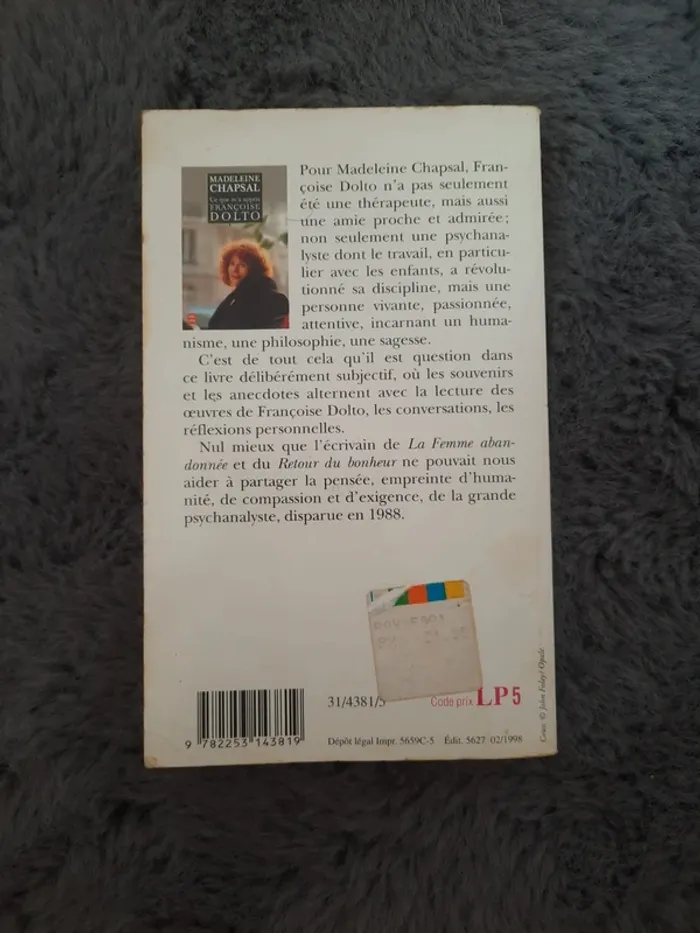 MADELEINE
CHAPSAL
Ce que m'a appris
FRANÇOISE
DOLTO
Pour Madeleine Chapsal, Fran-
çoise Dolto n'a pas seulement
été une thérapeute, mais aussi
une amie proche et admirée ;
non seulement une psychana-
lyste dont le travail, en particu-
lier avec les enfants, a révolu-
tionné sa discipline, mais une
personne vivante, passionnée,
attentive, incarnant un huma-
nisme, une philosophie, une sagesse.
C'est de tout cela qu'il est question dans
ce livre délibérément subjectif, où les souvenirs
et les anecdotes alternent avec la lecture des
œuvres de Françoise Dolto, les conversations, les
réflexions personnelles.
Nul mieux que l'écrivain de La Femme aban-
donnée et du Retour du bonheur ne pouvait nous
aider à partager la pensée, empreinte d'huma-
nité, de compassion et d'exigence, de la grande
psychanalyste, disparue en 1988.
31/4381/5
Code prix LP5
9 782253 143819
Dépôt légal Impr. 5659C-5 Édit. 5627 02/1998
Couv. © John Foley/Opale